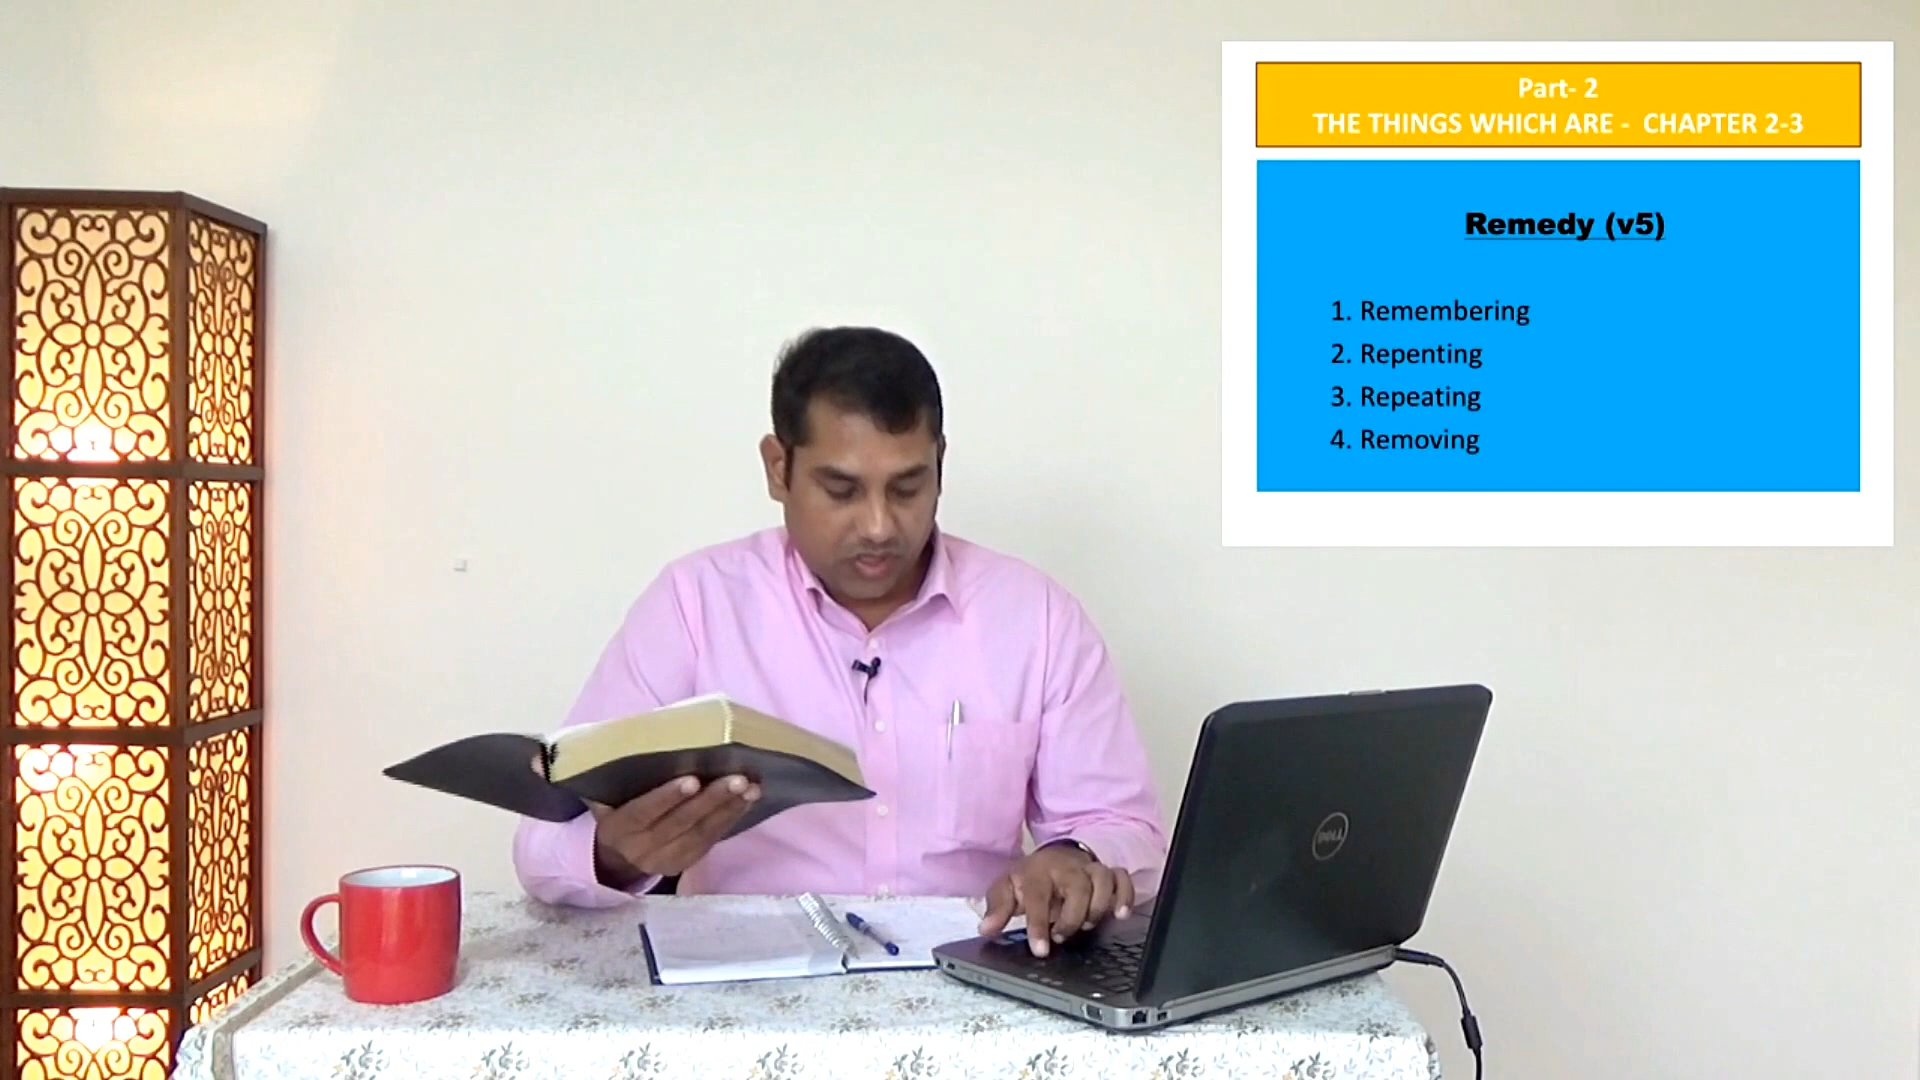 Part- 2
THE THINGS WHICH ARE - CHAPTER 2-3
Remedy (v5)
1. Remembering
2. Repenting
3. Repeating
4. Removing
DELL